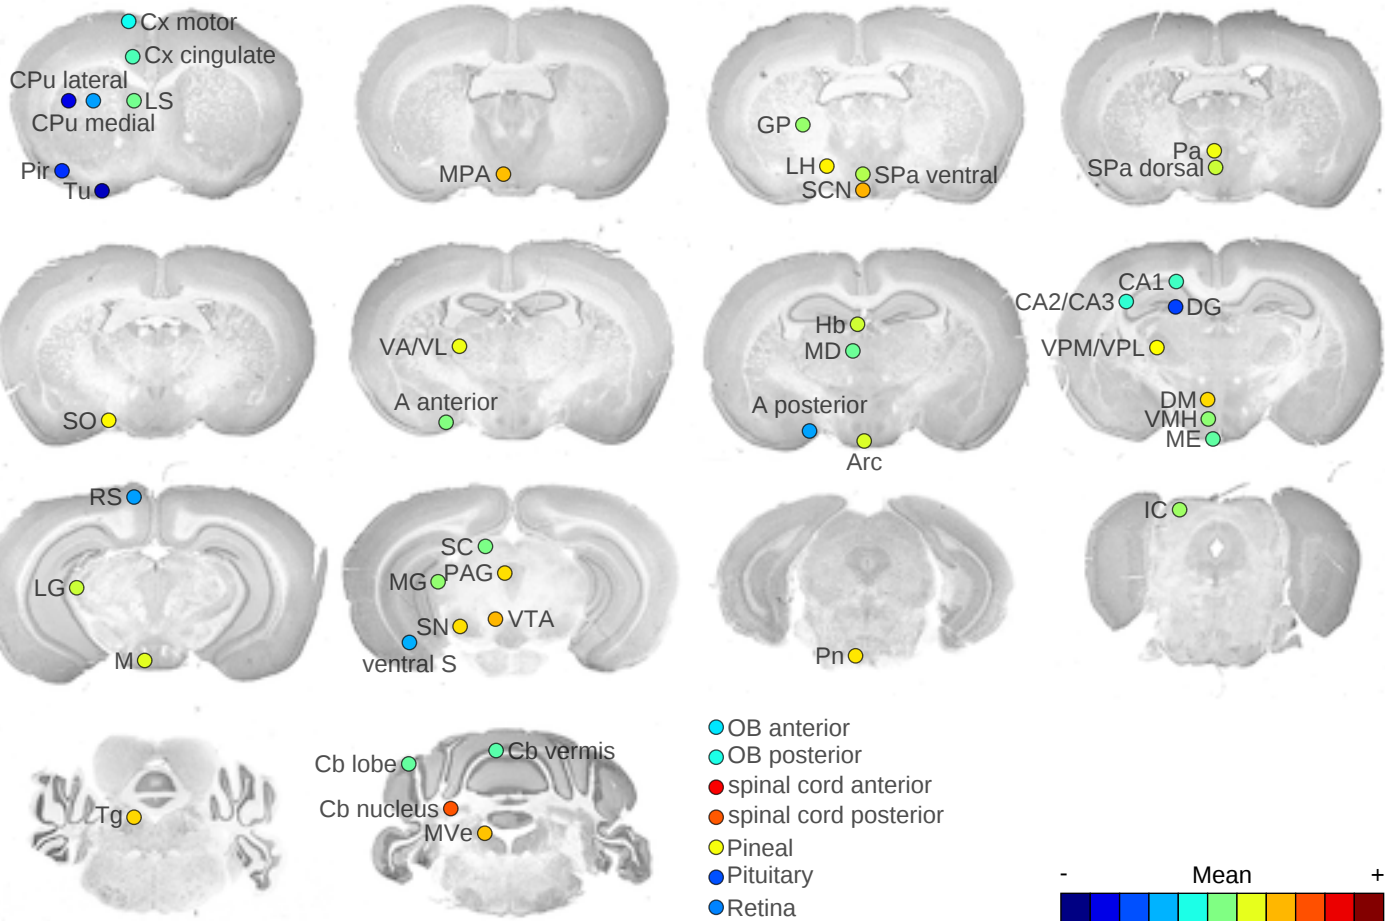 Cx motor
Cx cingulate
CPu lateral
LS
CPu medial
Pir
Tu
MPA
GP
LH
SPa ventral
SCN
Pa
SPa dorsal
SO
VA/VL
A anterior
Hb
MD
A posterior
Arc
CA1
CA2/CA3
DG
VPM/VPL
DM
VMH
ME
RS
LG
M
SC
PAG
MG
SN
VTA
ventral S
Pn
IC
Tg
Cb vermis
Cb lobe
Cb nucleus
MVe
OB anterior
OB posterior
spinal cord anterior
spinal cord posterior
Pineal
Pituitary
Retina
- Mean +